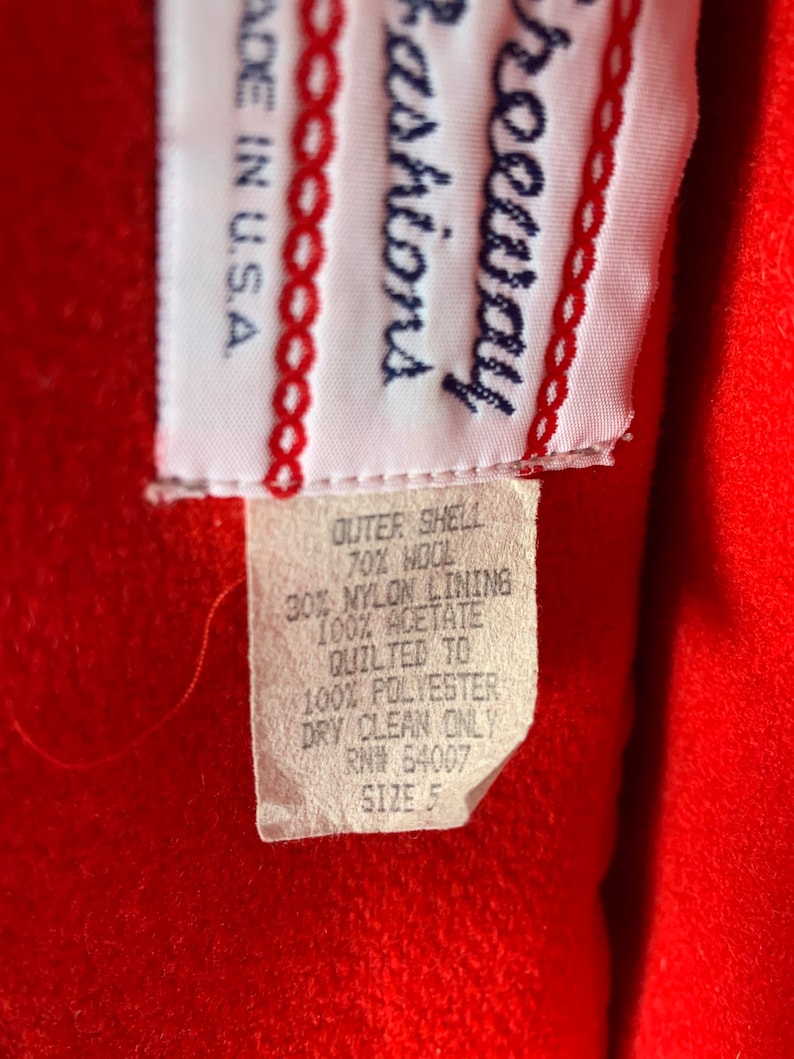 Fashions
MADE IN U.S.A.
OUTER SHELL
70% WOOL
30% NYLON LINING
100% ACETATE
QUILTED TO
100% POLYESTER
DRY CLEAN ONLY
RN# 64007
SIZE 5